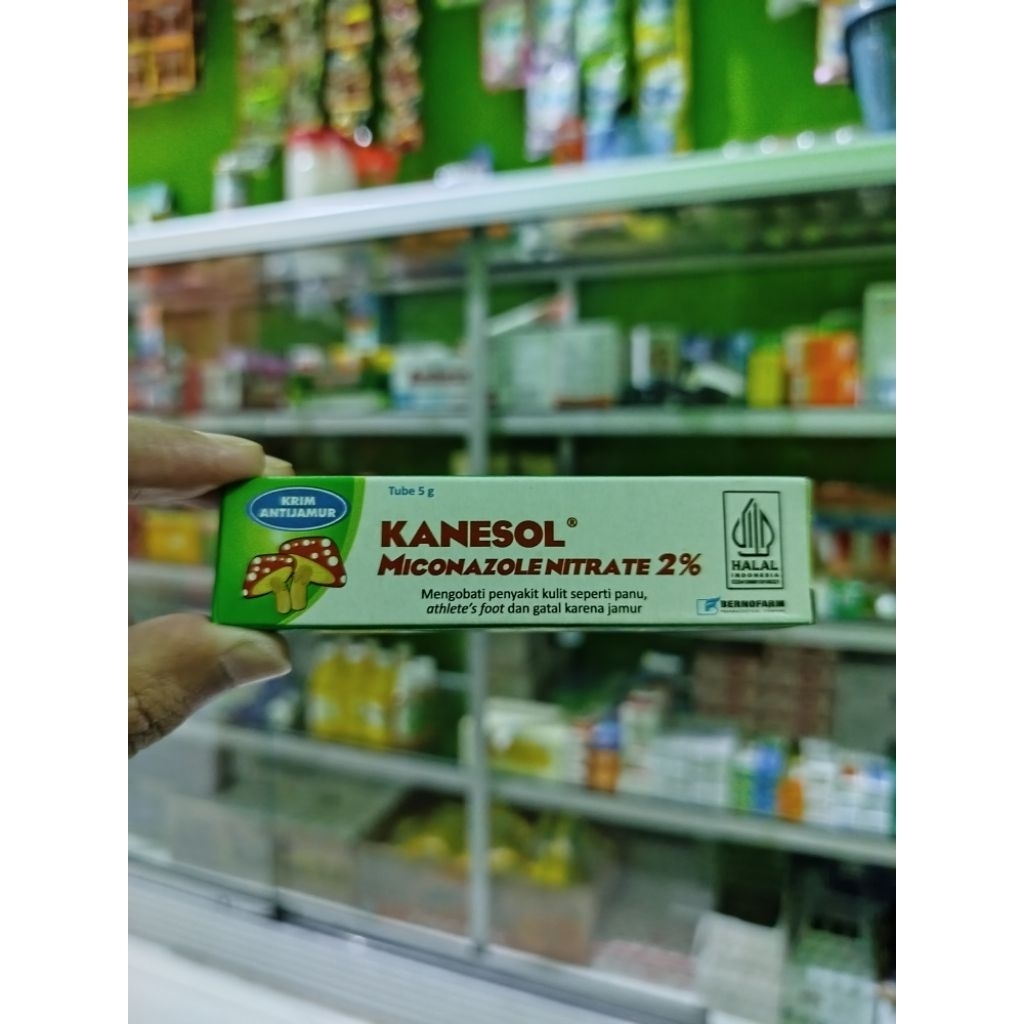 KRIM
ANTIJAMUR
Tube 5 g
KANESOL®
MICONAZOLE NITRATE 2%
Mengobati penyakit kulit seperti panu,
athlete's foot dan gatal karena jamur
HALAL
INDONESIA
BERNOFARM